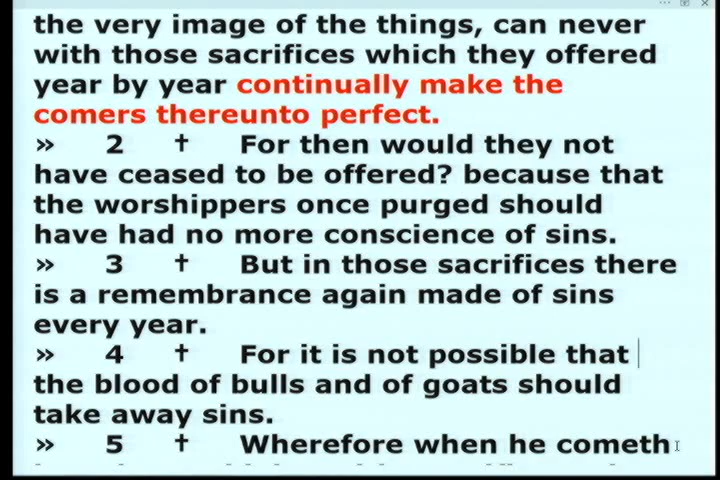 the very image of the things, can never
with those sacrifices which they offered
year by year continually make the
comers thereunto perfect.
» 2 † For then would they not
have ceased to be offered? because that
the worshippers once purged should
have had no more conscience of sins.
» 3 † But in those sacrifices there
is a remembrance again made of sins
every year.
» 4 † For it is not possible that
the blood of bulls and of goats should
take away sins.
» 5 † Wherefore when he cometh